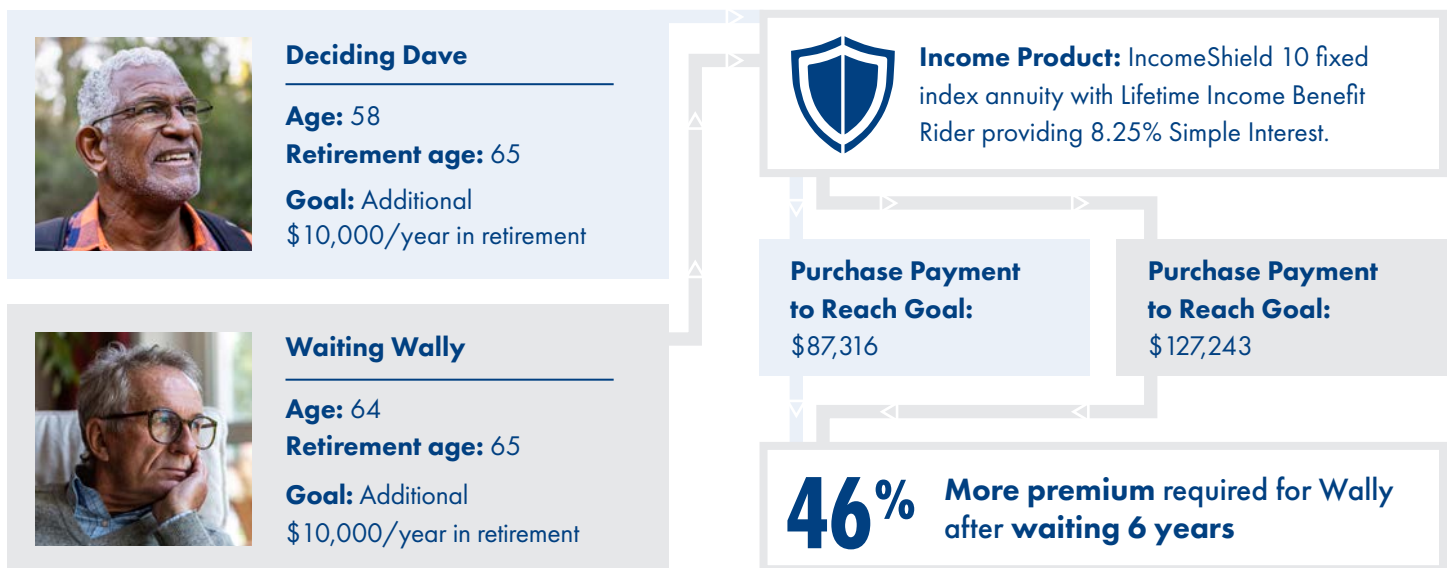 Deciding Dave
Age: 58
Retirement age: 65
Goal: Additional
$10,000/year in retirement
Waiting Wally
Age: 64
Retirement age: 65
Goal: Additional
$10,000/year in retirement
Income Product: IncomeShield 10 fixed
index annuity with Lifetime Income Benefit
Rider providing 8.25% Simple Interest.
Purchase Payment
to Reach Goal:
$87,316
Purchase Payment
to Reach Goal:
$127,243
46% More premium required for Wally
after waiting 6 years